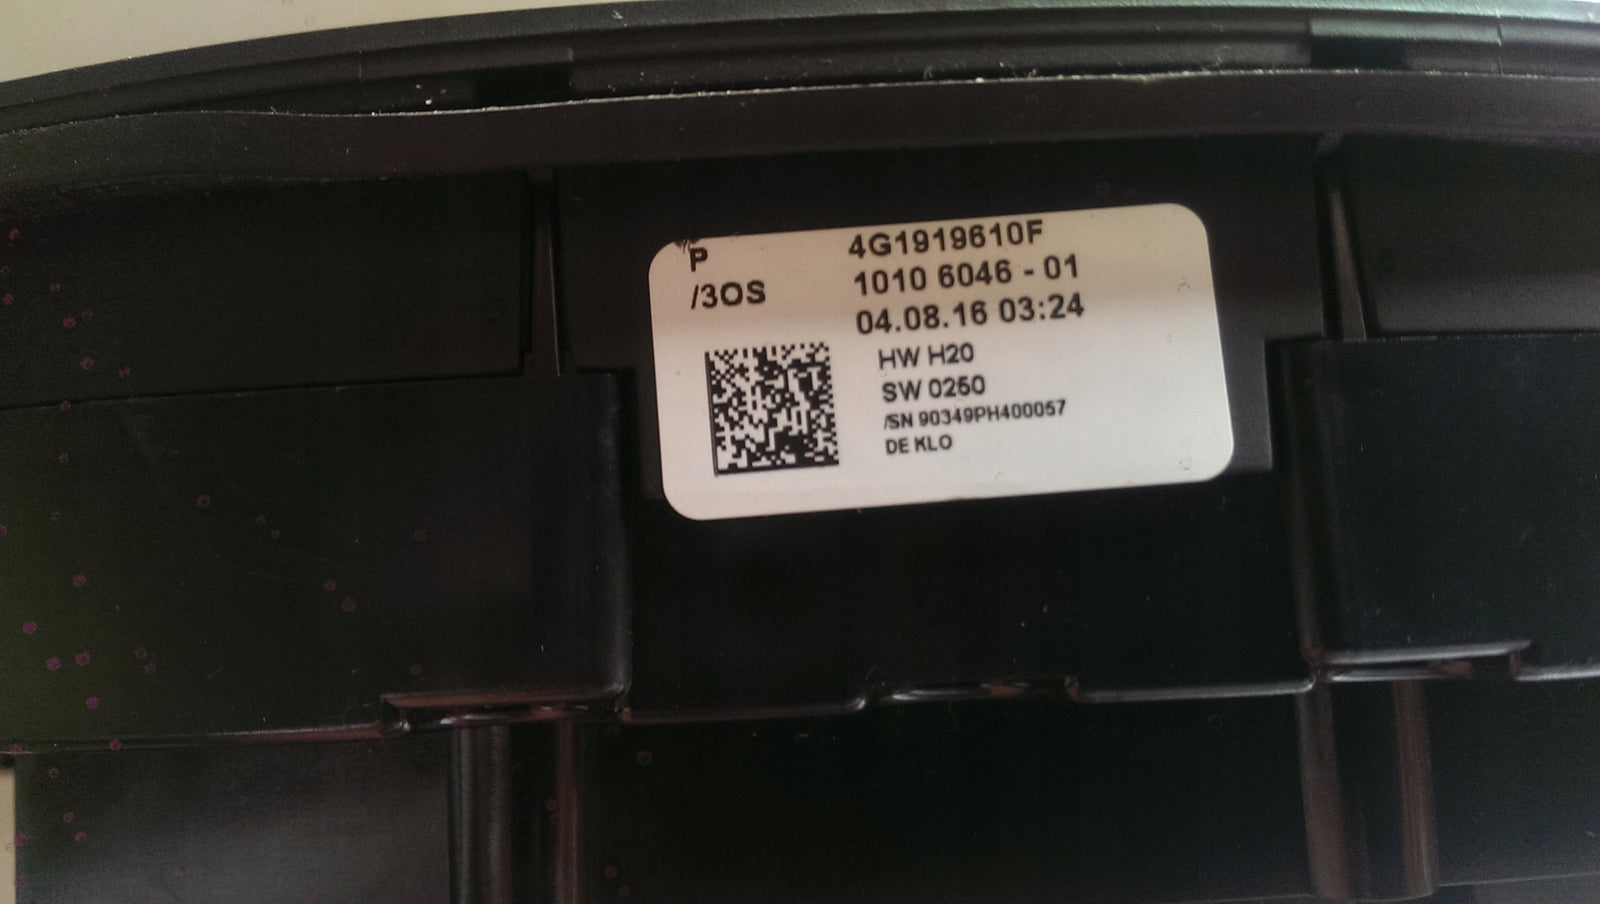 P 4G1919610F
/3OS 1010 6046 - 01
04.08.16 03:24
HW H20
SW 0250
/SN 90349PH400057
DE KLO